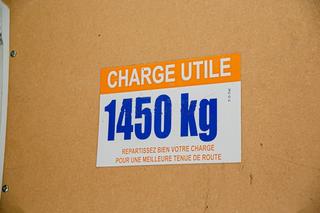 CHARGE UTILE
1450 kg
REPARTISSEZ BIEN VOTRE CHARGE
POUR UNE MEILLEURE TENUE DE ROUTE